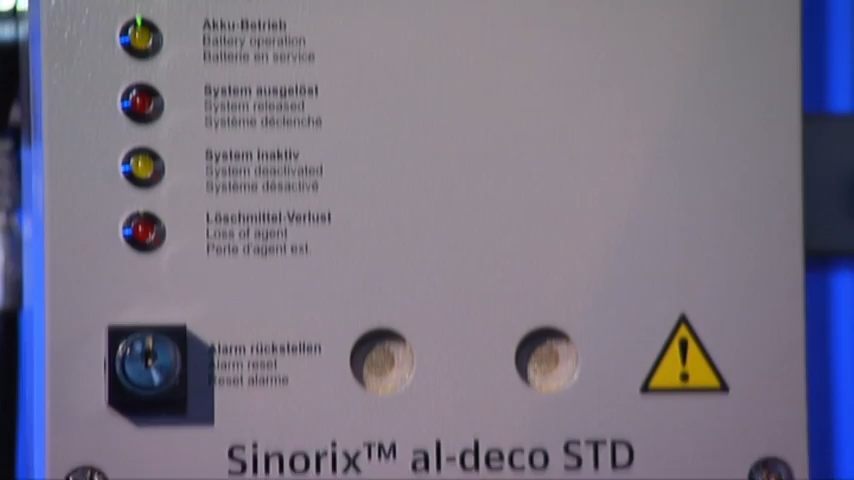 Akku-Betrieb
Battery operation
Batterie en service
System ausgelöst
System released
Système déclenché
System inaktiv
System deactivated
Système désactivé
Löschmittel-Verlust
Loss of agent
Perte d'agent ext.
Alarm rückstellen
Alarm reset
Reset alarme
Sinorix™ al-deco STD